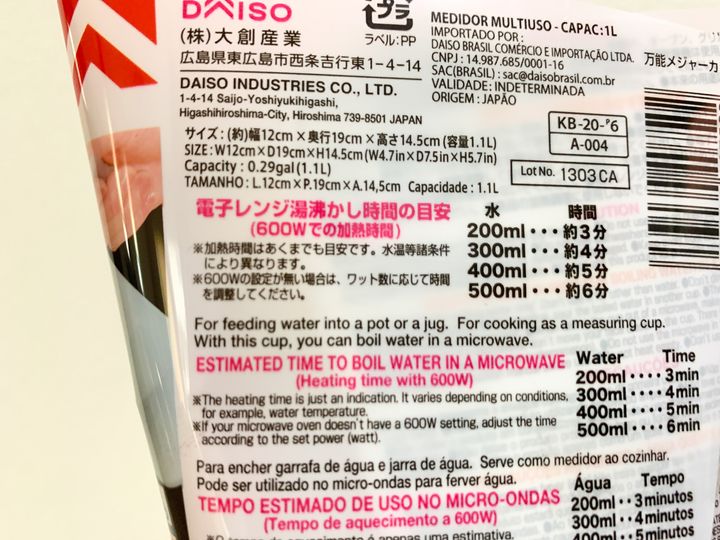 DAISO
プラ
ラベル:PP
(株)大創産業
広島県東広島市西条吉行東1-4-14
DAISO INDUSTRIES CO., LTD.
1-4-14 Saijo-Yoshiyukihigashi,
Higashihiroshima-City, Hiroshima 739-8501 JAPAN
MEDIDOR MULTIUSO - CAPAC:1L
IMPORTADO POR:
DAISO BRASIL COMÉRCIO E IMPORTAÇÃO LTDA.
CNPJ : 14.987.685/0001-16
SAC(BRASIL) : sac@daisobrasil.com.br
VALIDADE: INDETERMINADA
ORIGEM : JAPÃO
万能メジャーカ
サイズ:(約)幅12cm×奥行19cm×高さ14.5cm (容量1.1L)
SIZE:W12cm×D19cm×H14.5cm(W4.7in×D7.5in×H5.7in)
Capacity : 0.29gal (1.1L)
TAMANHO: L.12cm×P.19cm×A.14,5cm Capacidade : 1.1L
KB-20-P6
A-004
Lot No. 1303 CA
電子レンジ湯沸かし時間の目安
(600Wでの加熱時間)
※加熱時間はあくまでも目安です。水温等諸条件
により異なります。
※600Wの設定が無い場合は、ワット数に応じて時間
を調整してください。
水 時間
200ml・・・約3分
300ml・・・約4分
400ml・・・約5分
500ml・・・約6分
For feeding water into a pot or a jug. For cooking as a measuring cup.
With this cup, you can boil water in a microwave.
ESTIMATED TIME TO BOIL WATER IN A MICROWAVE
(Heating time with 600W)
※The heating time is just an indication. It varies depending on conditions,
for example, water temperature.
※If your microwave oven doesn't have a 600W setting, adjust the time
according to the set power (watt).
Water Time
200ml・・・・3min
300ml・・・・4min
400ml・・・・5min
500ml・・・・6min
Para encher garrafa de água e jarra de água. Serve como medidor ao cozinhar.
Pode ser utilizado no micro-ondas para ferver água.
TEMPO ESTIMADO DE USO NO MICRO-ONDAS
(Tempo de aquecimento a 600W)
※O tempo de aquecimento é apenas uma estimativa.
Água Tempo
200ml・・3minutos
300ml・・4minutos
400ml・・5minutos